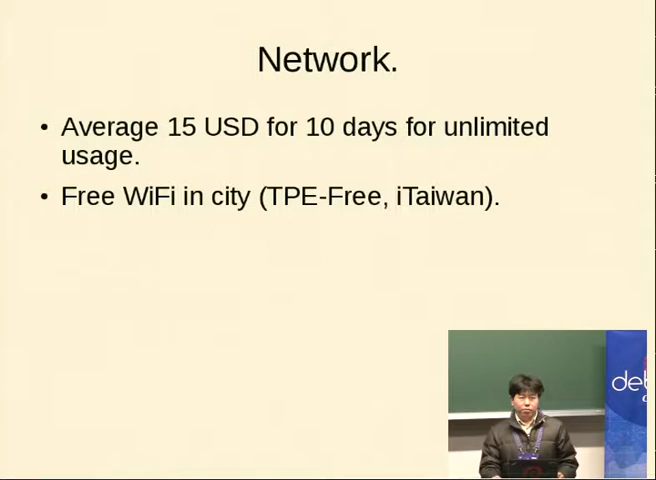 Network.
• Average 15 USD for 10 days for unlimited
usage.
• Free WiFi in city (TPE-Free, iTaiwan).